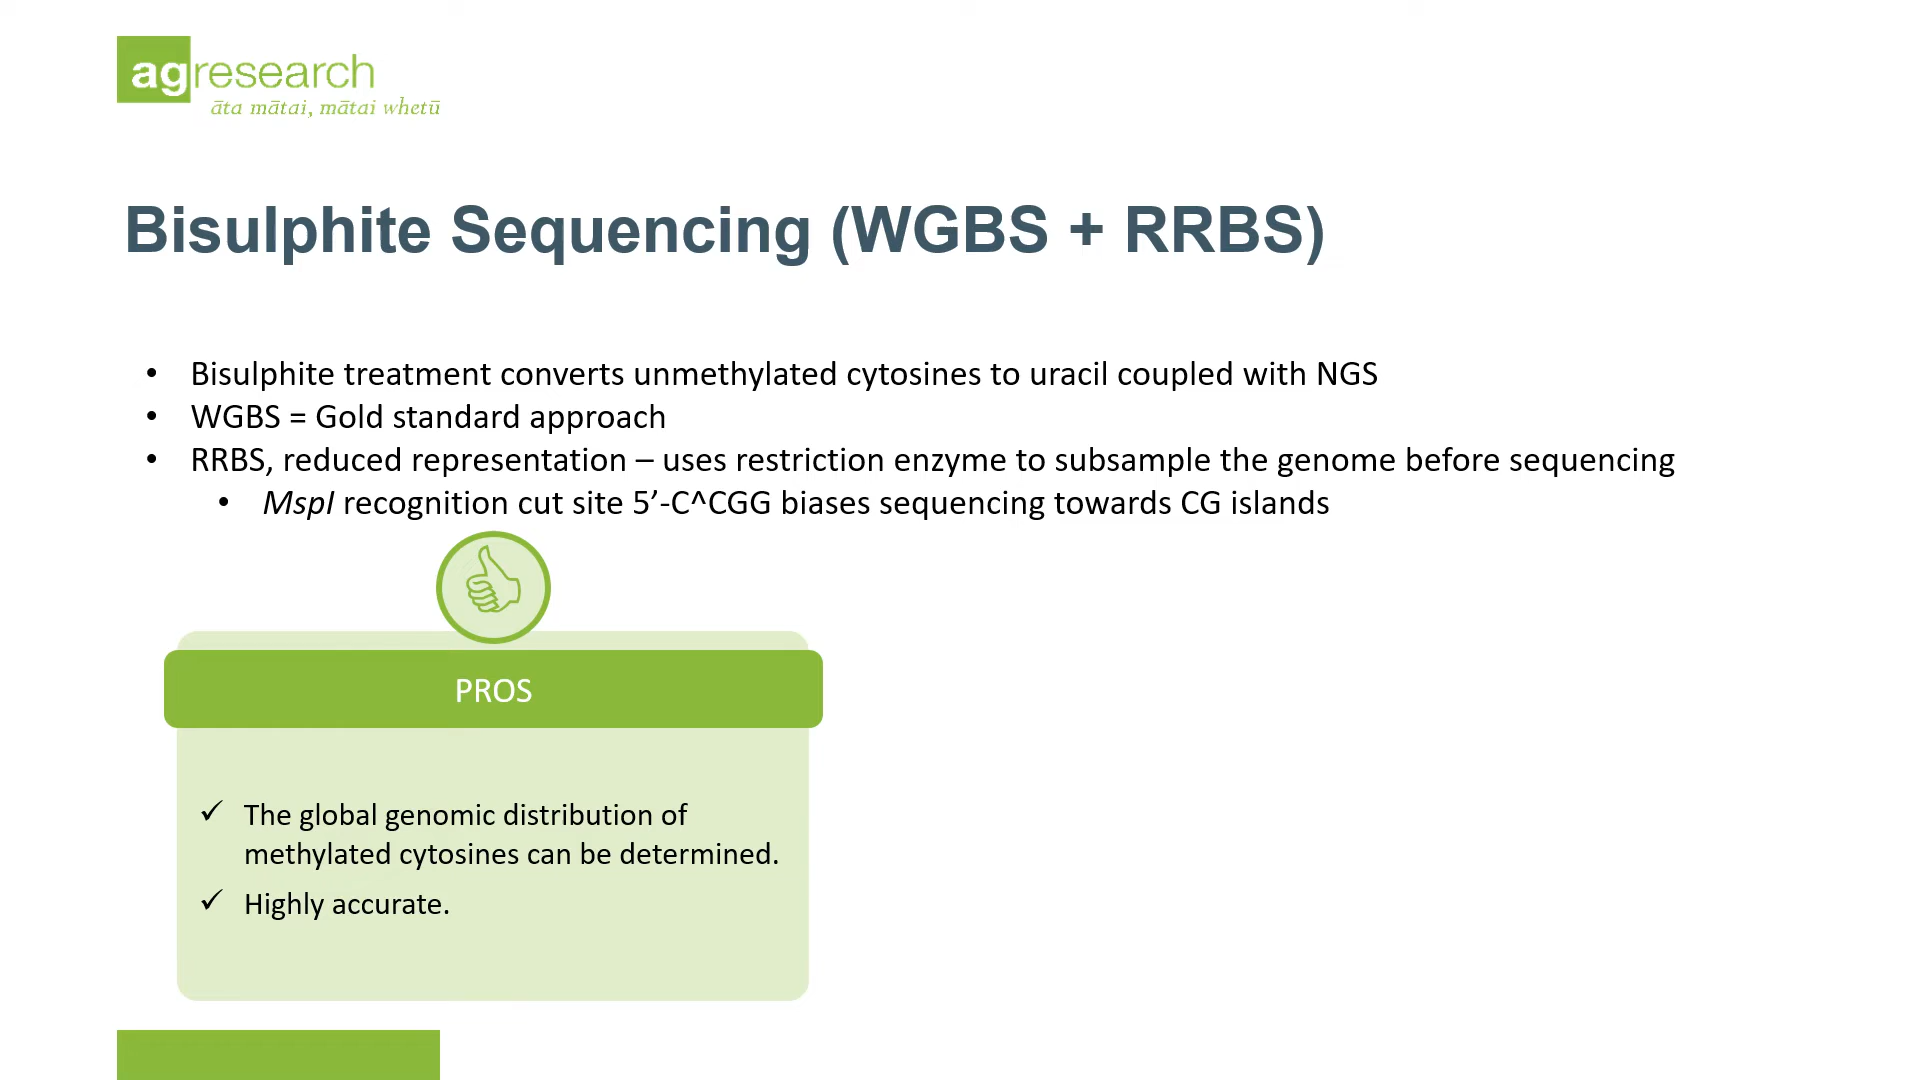 agresearch
āta mātai, mātai whetū
Bisulphite Sequencing (WGBS + RRBS)
• Bisulphite treatment converts unmethylated cytosines to uracil coupled with NGS
• WGBS = Gold standard approach
• RRBS, reduced representation – uses restriction enzyme to subsample the genome before sequencing
• MspI recognition cut site 5’-C^CGG biases sequencing towards CG islands
PROS
✓ The global genomic distribution of
methylated cytosines can be determined.
✓ Highly accurate.